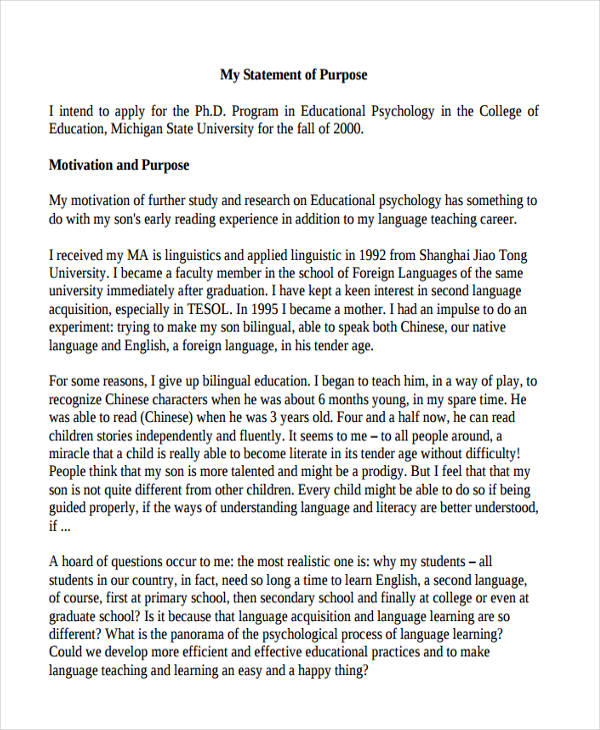 My Statement of Purpose
I intend to apply for the Ph.D. Program in Educational Psychology in the College of
Education, Michigan State University for the fall of 2000.
Motivation and Purpose
My motivation of further study and research on Educational psychology has something to
do with my son's early reading experience in addition to my language teaching career.
I received my MA is linguistics and applied linguistic in 1992 from Shanghai Jiao Tong
University. I became a faculty member in the school of Foreign Languages of the same
university immediately after graduation. I have kept a keen interest in second language
acquisition, especially in TESOL. In 1995 I became a mother. I had an impulse to do an
experiment: trying to make my son bilingual, able to speak both Chinese, our native
language and English, a foreign language, in his tender age.
For some reasons, I give up bilingual education. I began to teach him, in a way of play, to
recognize Chinese characters when he was about 6 months young, in my spare time. He
was able to read (Chinese) when he was 3 years old. Four and a half now, he can read
children stories independently and fluently. It seems to me – to all people around, a
miracle that a child is really able to become literate in its tender age without difficulty!
People think that my son is more talented and might be a prodigy. But I feel that that my
son is not quite different from other children. Every child might be able to do so if being
guided properly, if the ways of understanding language and literacy are better understood,
if ...
A hoard of questions occur to me: the most realistic one is: why my students – all
students in our country, in fact, need so long a time to learn English, a second language,
of course, first at primary school, then secondary school and finally at college or even at
graduate school? Is it because that language acquisition and language learning are so
different? What is the panorama of the psychological process of language learning?
Could we develop more efficient and effective educational practices and to make
language teaching and learning an easy and a happy thing?